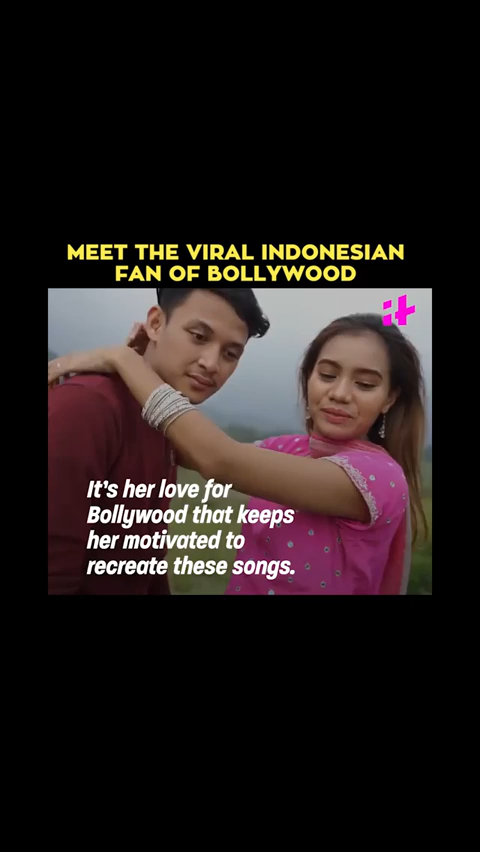 MEET THE VIRAL INDONESIAN
FAN OF BOLLYWOOD
It's her love for
Bollywood that keeps
her motivated to
recreate these songs.